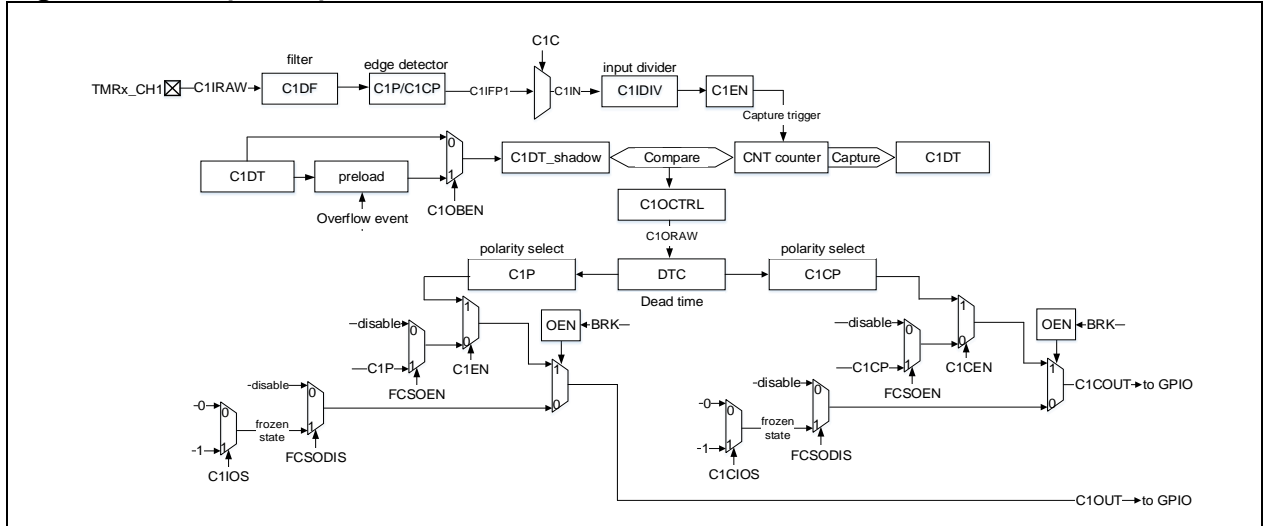 C1C
filter
edge detector
input divider
TMRx_CH1
C1IRAW
C1DF
C1P/C1CP
C1IFP1
C1IN
C1IDIV
C1EN
Capture trigger
0
C1DT_shadow
Compare
CNT counter
Capture
C1DT
C1DT
preload
1
C1OBEN
Overflow event
C1OCTRL
C1ORAW
polarity select
polarity select
C1P
DTC
C1CP
Dead time
1
1
disable
0
OEN
BRK
disable
0
OEN
BRK
0
0
C1P
1
C1EN
1
C1CP
1
C1CEN
1
FCSOEN
FCSOEN
disable
0
disable
0
C1COUT
to GPIO
0
0
0
0
0
0
frozen
state
1
frozen
state
1
1
1
1
1
FCSODIS
FCSODIS
C1IOS
C1CIOS
C1OUT
to GPIO